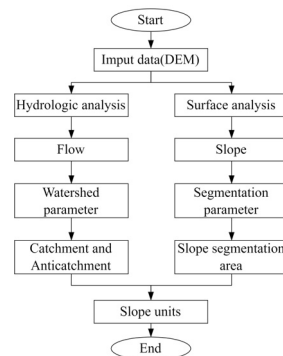 Start
Imput data(DEM)
Hydrologic analysis
Surface analysis
Flow
Slope
Watershed
parameter
Segmentation
parameter
Catchment and
Anticatchment
Slope segmentation
area
Slope units
End